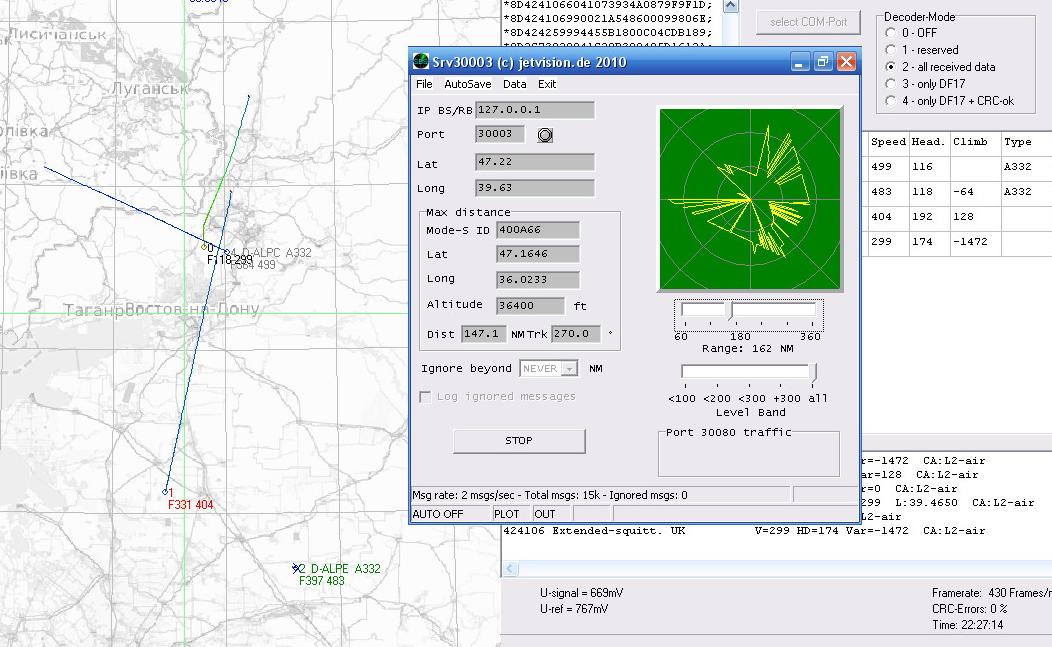 Лисичанськ
Луганськ
ївка
D-ALPC A332
F364 499
0
F118 299
Таганрог
Ростов-на-Дону
1
F331 404
2 D-ALPE A332
F397 483
*8D4241066041073934A0879F9F1D;
*8D424106990021A548600099806E;
*8D424259994455B1800C04CDB189;
select COM-Port
Decoder-Mode
0 - OFF
1 - reserved
2 - all received data
3 - only DF17
4 - only DF17 + CRC-ok
Srv30003 (c) jetvision.de 2010
File AutoSave Data Exit
IP BS/RB 127.0.0.1
Port 30003
Lat 47.22
Long 39.63
Max distance
Mode-S ID 400A66
Lat 47.1646
Long 36.0233
Altitude 36400 ft
Dist 147.1 NM Trk 270.0 °
Ignore beyond NEVER NM
Log ignored messages
STOP
60 180 360
Range: 162 NM
<100 <200 <300 +300 all
Level Band
Port 30080 traffic
Msg rate: 2 msgs/sec - Total msgs: 15k - Ignored msgs: 0
AUTO OFF PLOT OUT
Speed Head. Climb Type
499 116 A332
483 118 -64 A332
404 192 128
299 174 -1472
ar=-1472 CA:L2-air
ar=128 CA:L2-air
r=0 CA:L2-air
299 L:39.4650 CA:L2-air
L2-air
424106 Extended-squitt. UK V=299 HD=174 Var=-1472 CA:L2-air
U-signal = 669mV
U-ref = 767mV
Framerate: 430 Frames/m
CRC-Errors: 0 %
Time: 22:27:14